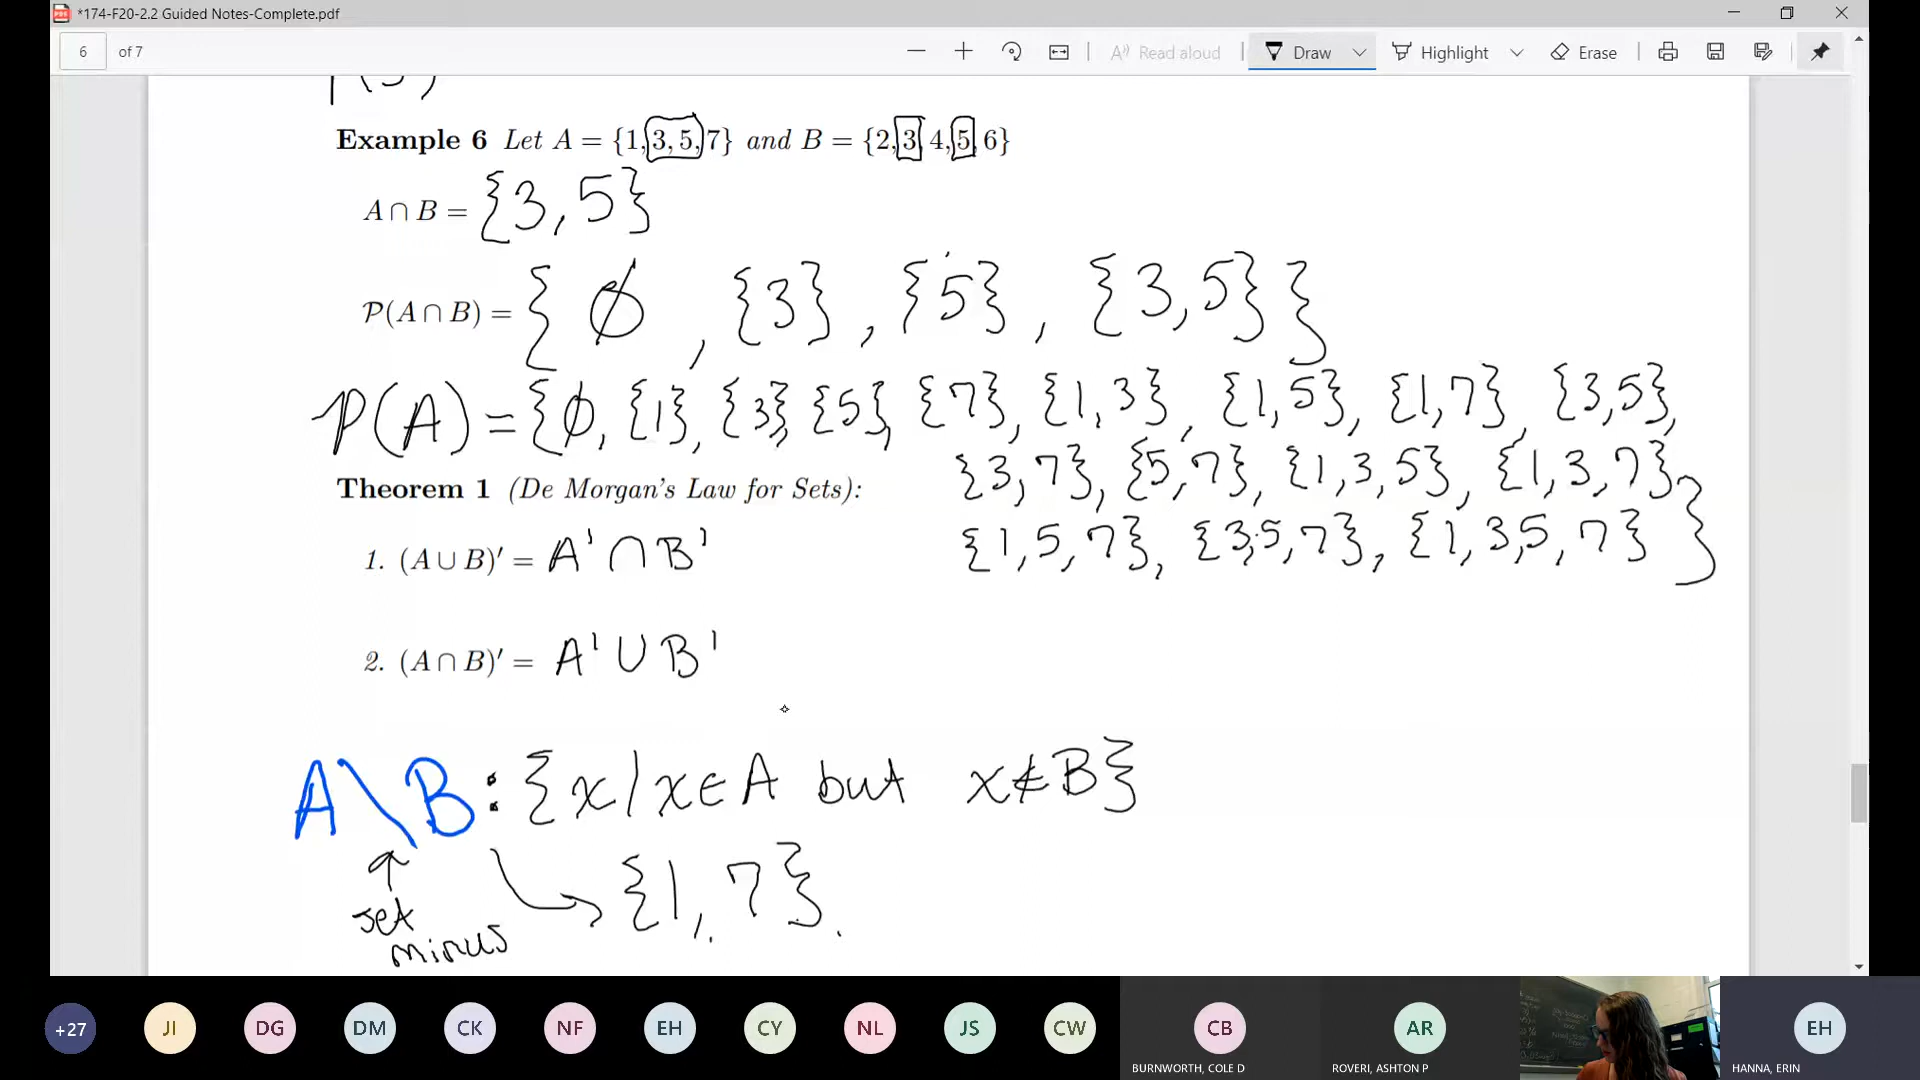 *174-F20-2.2 Guided Notes-Complete.pdf
6 of 7 Read aloud Draw Highlight Erase
Example 6 Let A = {1, 3, 5, 7} and B = {2, 3, 4, 5, 6}
A ∩ B = {3, 5}
𝒫(A ∩ B) = { ∅ , {3} , {5} , {3, 5} }
𝒫(A) = {∅, {1}, {3}, {5}, {7}, {1, 3}, {1, 5}, {1, 7}, {3, 5},
{3, 7}, {5, 7}, {1, 3, 5}, {1, 3, 7},
Theorem 1 (De Morgan's Law for Sets):
{1, 5, 7}, {3, 5, 7}, {1, 3, 5, 7} }
1. (A ∪ B)′ = A' ∩ B'
2. (A ∩ B)′ = A' ∪ B'
A\B : {x | x ∈ A but x ∉ B}
{1, 7}
set
minus
+27 JI DG DM CK NF EH CY NL JS CW CB AR EH
BURNWORTH, COLE D ROVERI, ASHTON P HANNA, ERIN